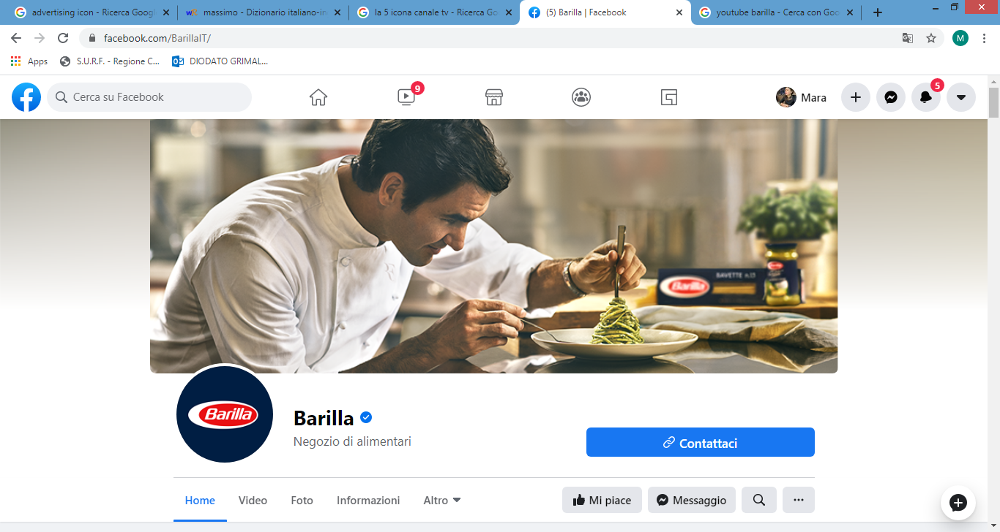 advertising icon - Ricerca Googl
massimo - Dizionario italiano-in
la 5 icona canale tv - Ricerca Go
(5) Barilla | Facebook
youtube barilla - Cerca con Goo
facebook.com/BarillaIT/
M
Apps
S.U.R.F. - Regione C...
DIODATO GRIMAL...
Cerca su Facebook
9
Mara
5
BAVETTE n.13
Barilla
Barilla
Barilla
Negozio di alimentari
Contattaci
Home
Video
Foto
Informazioni
Altro
Mi piace
Messaggio